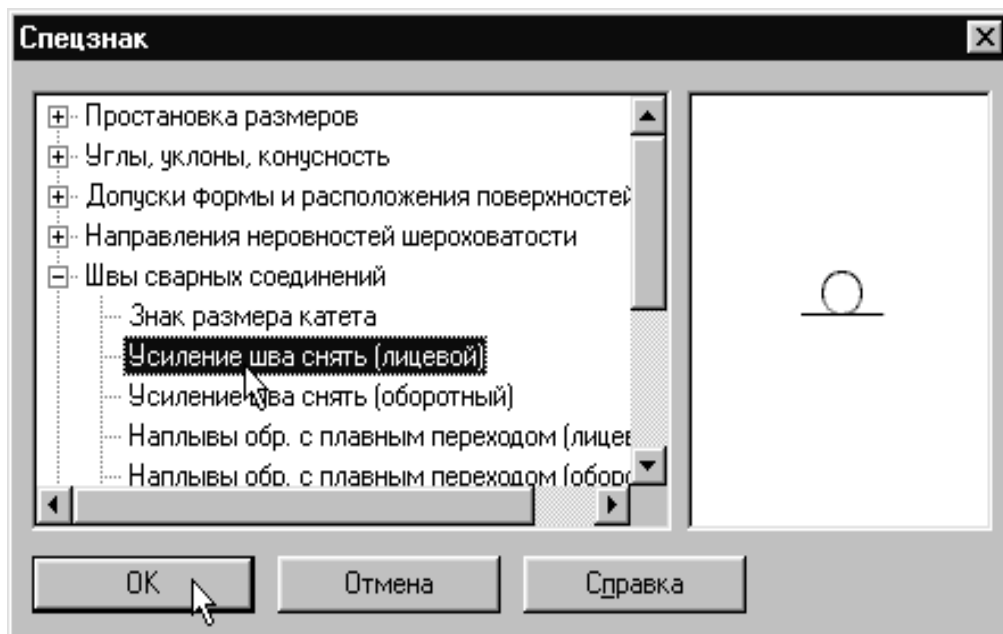 Спецзнак
Простановка размеров
Углы, уклоны, конусность
Допуски формы и расположения поверхностей
Направления неровностей шероховатости
Швы сварных соединений
Знак размера катета
Усиление шва снять (лицевой)
Усиление шва снять (оборотный)
Наплывы обр. с плавным переходом (лицев
Наплывы обр. с плавным переходом (оборо
OK
Отмена
Справка